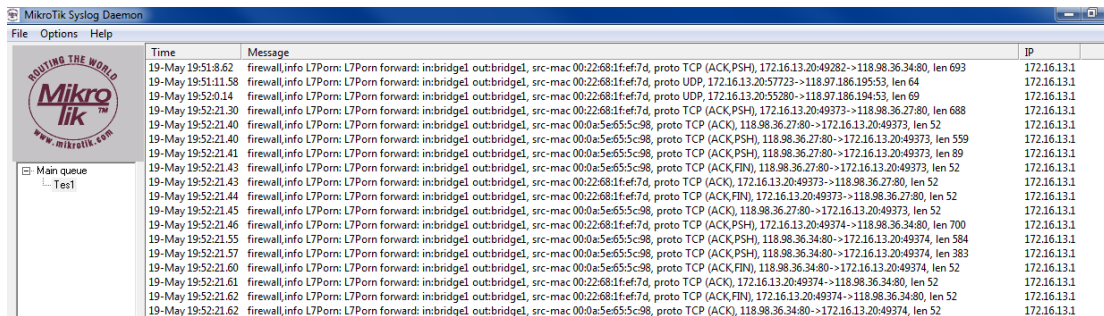 MikroTik Syslog Daemon
File Options Help
ROUTING THE WORLD
MikroTik TM
www.mikrotik.com
Main queue
Tes1
Time Message IP
19-May 19:51:8.62 firewall,info L7Porn: L7Porn forward: in:bridge1 out:bridge1, src-mac 00:22:68:1f:ef:7d, proto TCP (ACK,PSH), 172.16.13.20:49282->118.98.36.27:80, len 693 172.16.13.1
19-May 19:51:11.58 firewall,info L7Porn: L7Porn forward: in:bridge1 out:bridge1, src-mac 00:22:68:1f:ef:7d, proto UDP, 172.16.13.20:57723->118.97.186.195:53, len 64 172.16.13.1
19-May 19:52:0.14 firewall,info L7Porn: L7Porn forward: in:bridge1 out:bridge1, src-mac 00:22:68:1f:ef:7d, proto UDP, 172.16.13.20:55280->118.97.186.194:53, len 69 172.16.13.1
19-May 19:52:21.30 firewall,info L7Porn: L7Porn forward: in:bridge1 out:bridge1, src-mac 00:22:68:1f:ef:7d, proto TCP (ACK,PSH), 172.16.13.20:49373->118.98.36.27:80, len 688 172.16.13.1
19-May 19:52:21.40 firewall,info L7Porn: L7Porn forward: in:bridge1 out:bridge1, src-mac 00:0a:5e:65:5c:98, proto TCP (ACK), 118.98.36.27:80->172.16.13.20:49373, len 52 172.16.13.1
19-May 19:52:21.40 firewall,info L7Porn: L7Porn forward: in:bridge1 out:bridge1, src-mac 00:0a:5e:65:5c:98, proto TCP (ACK,PSH), 118.98.36.27:80->172.16.13.20:49373, len 559 172.16.13.1
19-May 19:52:21.41 firewall,info L7Porn: L7Porn forward: in:bridge1 out:bridge1, src-mac 00:0a:5e:65:5c:98, proto TCP (ACK,PSH), 118.98.36.27:80->172.16.13.20:49373, len 89 172.16.13.1
19-May 19:52:21.43 firewall,info L7Porn: L7Porn forward: in:bridge1 out:bridge1, src-mac 00:0a:5e:65:5c:98, proto TCP (ACK,FIN), 118.98.36.27:80->172.16.13.20:49373, len 52 172.16.13.1
19-May 19:52:21.43 firewall,info L7Porn: L7Porn forward: in:bridge1 out:bridge1, src-mac 00:22:68:1f:ef:7d, proto TCP (ACK), 172.16.13.20:49373->118.98.36.27:80, len 52 172.16.13.1
19-May 19:52:21.44 firewall,info L7Porn: L7Porn forward: in:bridge1 out:bridge1, src-mac 00:22:68:1f:ef:7d, proto TCP (ACK,FIN), 172.16.13.20:49373->118.98.36.27:80, len 52 172.16.13.1
19-May 19:52:21.45 firewall,info L7Porn: L7Porn forward: in:bridge1 out:bridge1, src-mac 00:0a:5e:65:5c:98, proto TCP (ACK), 118.98.36.27:80->172.16.13.20:49373, len 52 172.16.13.1
19-May 19:52:21.46 firewall,info L7Porn: L7Porn forward: in:bridge1 out:bridge1, src-mac 00:22:68:1f:ef:7d, proto TCP (ACK,PSH), 172.16.13.20:49374->118.98.36.34:80, len 700 172.16.13.1
19-May 19:52:21.55 firewall,info L7Porn: L7Porn forward: in:bridge1 out:bridge1, src-mac 00:0a:5e:65:5c:98, proto TCP (ACK,PSH), 118.98.36.34:80->172.16.13.20:49374, len 584 172.16.13.1
19-May 19:52:21.57 firewall,info L7Porn: L7Porn forward: in:bridge1 out:bridge1, src-mac 00:0a:5e:65:5c:98, proto TCP (ACK,PSH), 118.98.36.34:80->172.16.13.20:49374, len 383 172.16.13.1
19-May 19:52:21.60 firewall,info L7Porn: L7Porn forward: in:bridge1 out:bridge1, src-mac 00:0a:5e:65:5c:98, proto TCP (ACK,FIN), 118.98.36.34:80->172.16.13.20:49374, len 52 172.16.13.1
19-May 19:52:21.61 firewall,info L7Porn: L7Porn forward: in:bridge1 out:bridge1, src-mac 00:22:68:1f:ef:7d, proto TCP (ACK), 172.16.13.20:49374->118.98.36.34:80, len 52 172.16.13.1
19-May 19:52:21.62 firewall,info L7Porn: L7Porn forward: in:bridge1 out:bridge1, src-mac 00:22:68:1f:ef:7d, proto TCP (ACK,FIN), 172.16.13.20:49374->118.98.36.34:80, len 52 172.16.13.1
19-May 19:52:21.62 firewall,info L7Porn: L7Porn forward: in:bridge1 out:bridge1, src-mac 00:0a:5e:65:5c:98, proto TCP (ACK), 118.98.36.34:80->172.16.13.20:49374, len 52 172.16.13.1